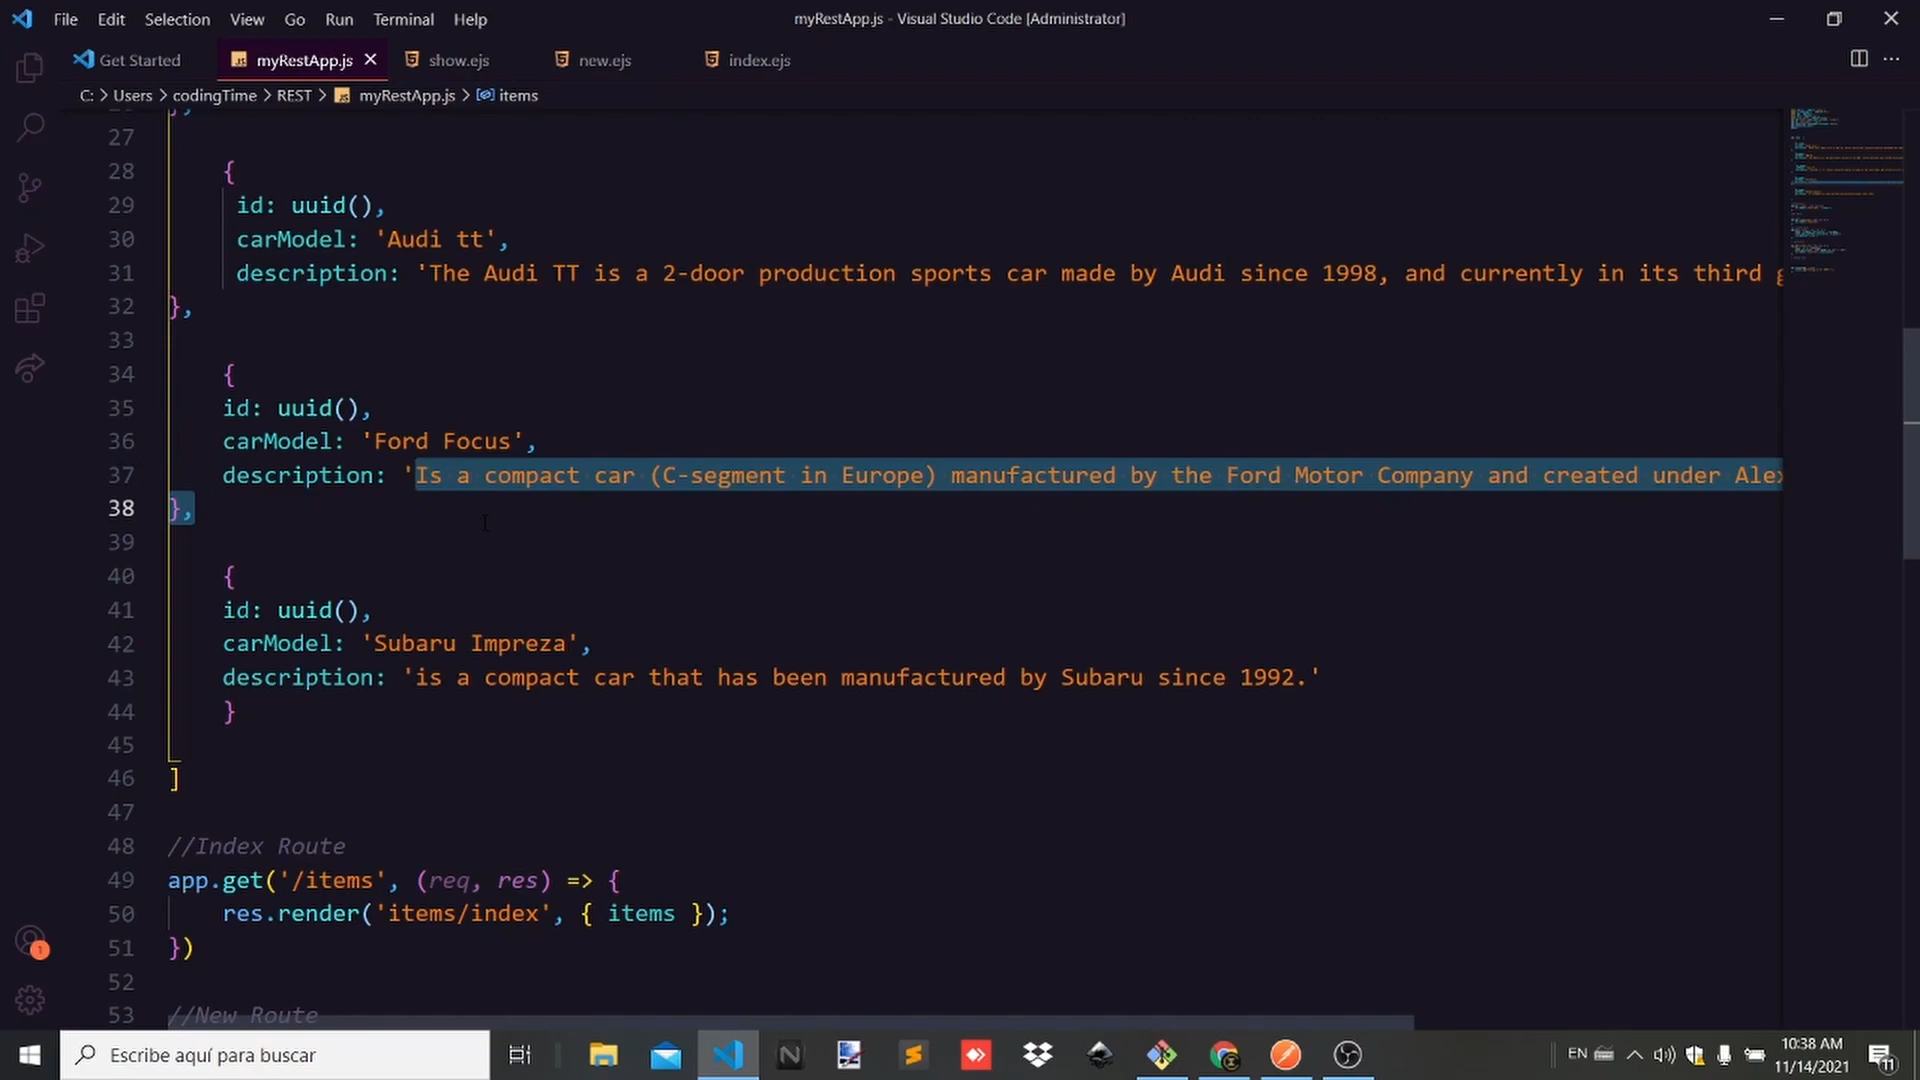 File Edit Selection View Go Run Terminal Help
myRestApp.js - Visual Studio Code [Administrator]
Get Started myRestApp.js show.ejs new.ejs index.ejs
C: > Users > codingTime > REST > myRestApp.js > items
27
28 {
29 id: uuid(),
30 carModel: 'Audi tt',
31 description: 'The Audi TT is a 2-door production sports car made by Audi since 1998, and currently in its third
32 },
33
34 {
35 id: uuid(),
36 carModel: 'Ford Focus',
37 description: 'Is a compact car (C-segment in Europe) manufactured by the Ford Motor Company and created under
38 },
39
40 {
41 id: uuid(),
42 carModel: 'Subaru Impreza',
43 description: 'is a compact car that has been manufactured by Subaru since 1992.'
44 }
45
46 ]
47
48 //Index Route
49 app.get('/items', (req, res) => {
50 res.render('items/index', { items });
51 })
52
53 //New Route
1
Escribe aquí para buscar
EN
10:38 AM
11/14/2021
11